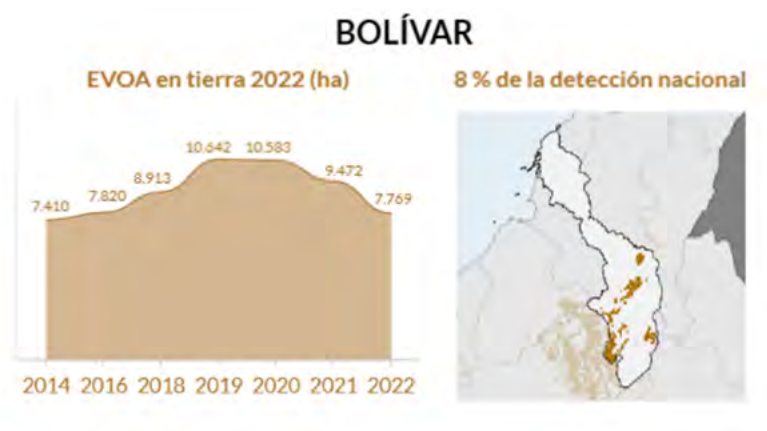 BOLÍVAR
EVOA en tierra 2022 (ha)
8 % de la detección nacional
7.410
7.820
8.913
10.642
10.583
9.472
7.769
2014 2016 2018 2019 2020 2021 2022